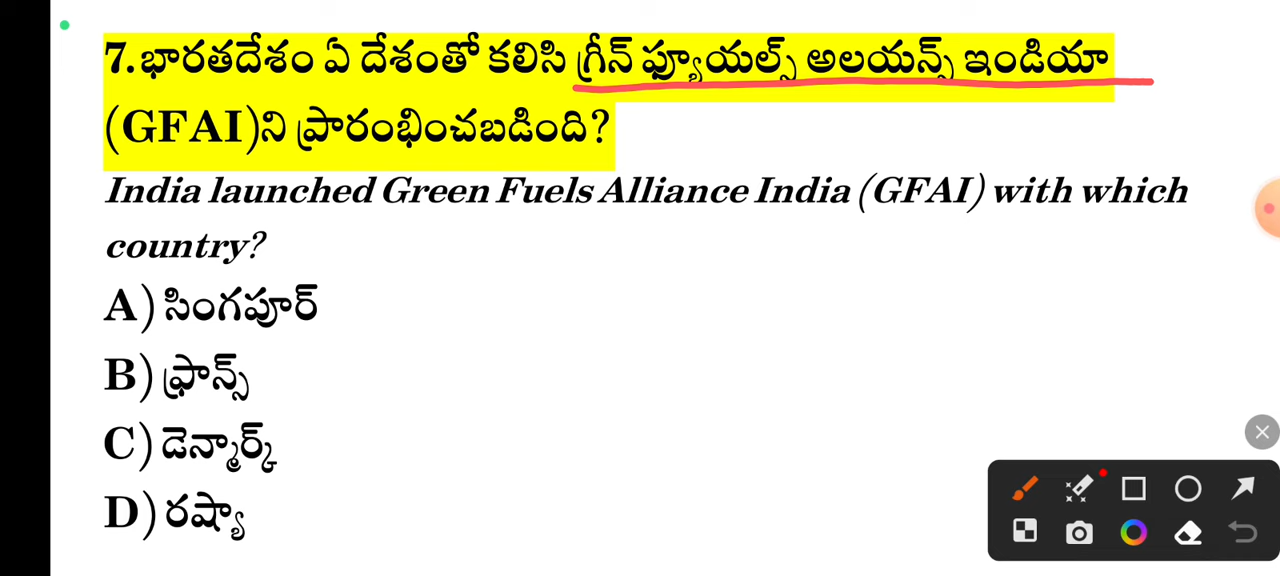 7.భారతదేశం ఏ దేశంతో కలిసి గ్రీన్ ఫ్యూయల్స్ అలయన్స్ ఇండియా
(GFAI)ని ప్రారంభించబడింది?
India launched Green Fuels Alliance India (GFAI) with which
country?
A) సింగపూర్
B) ఫ్రాన్స్
C) డెన్మార్క్
D) రష్యా